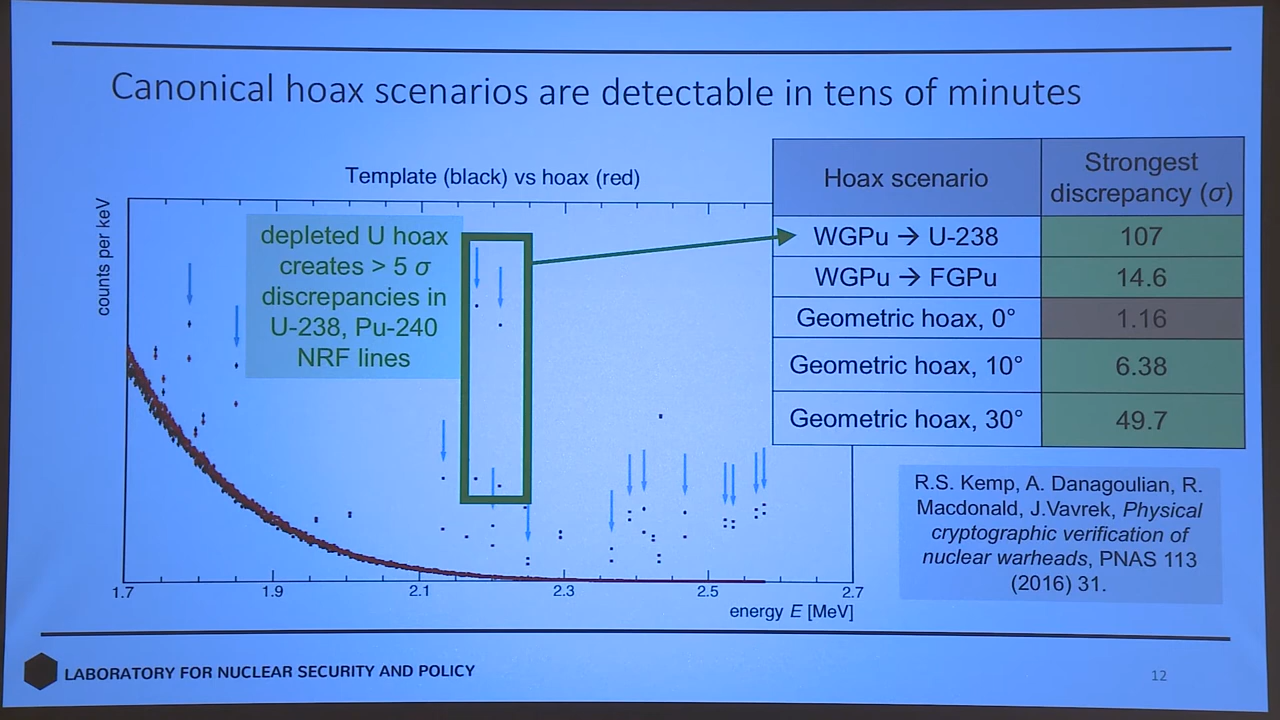 Canonical hoax scenarios are detectable in tens of minutes
Template (black) vs hoax (red)
counts per keV
depleted U hoax
creates > 5 σ
discrepancies in
U-238, Pu-240
NRF lines
1.7
1.9
2.1
2.3
2.5
2.7
energy E [MeV]
Hoax scenario
Strongest
discrepancy (σ)
WGPu → U-238
107
WGPu → FGPu
14.6
Geometric hoax, 0°
1.16
Geometric hoax, 10°
6.38
Geometric hoax, 30°
49.7
R.S. Kemp, A. Danagoulian, R.
Macdonald, J.Vavrek, Physical
cryptographic verification of
nuclear warheads, PNAS 113
(2016) 31.
LABORATORY FOR NUCLEAR SECURITY AND POLICY
12